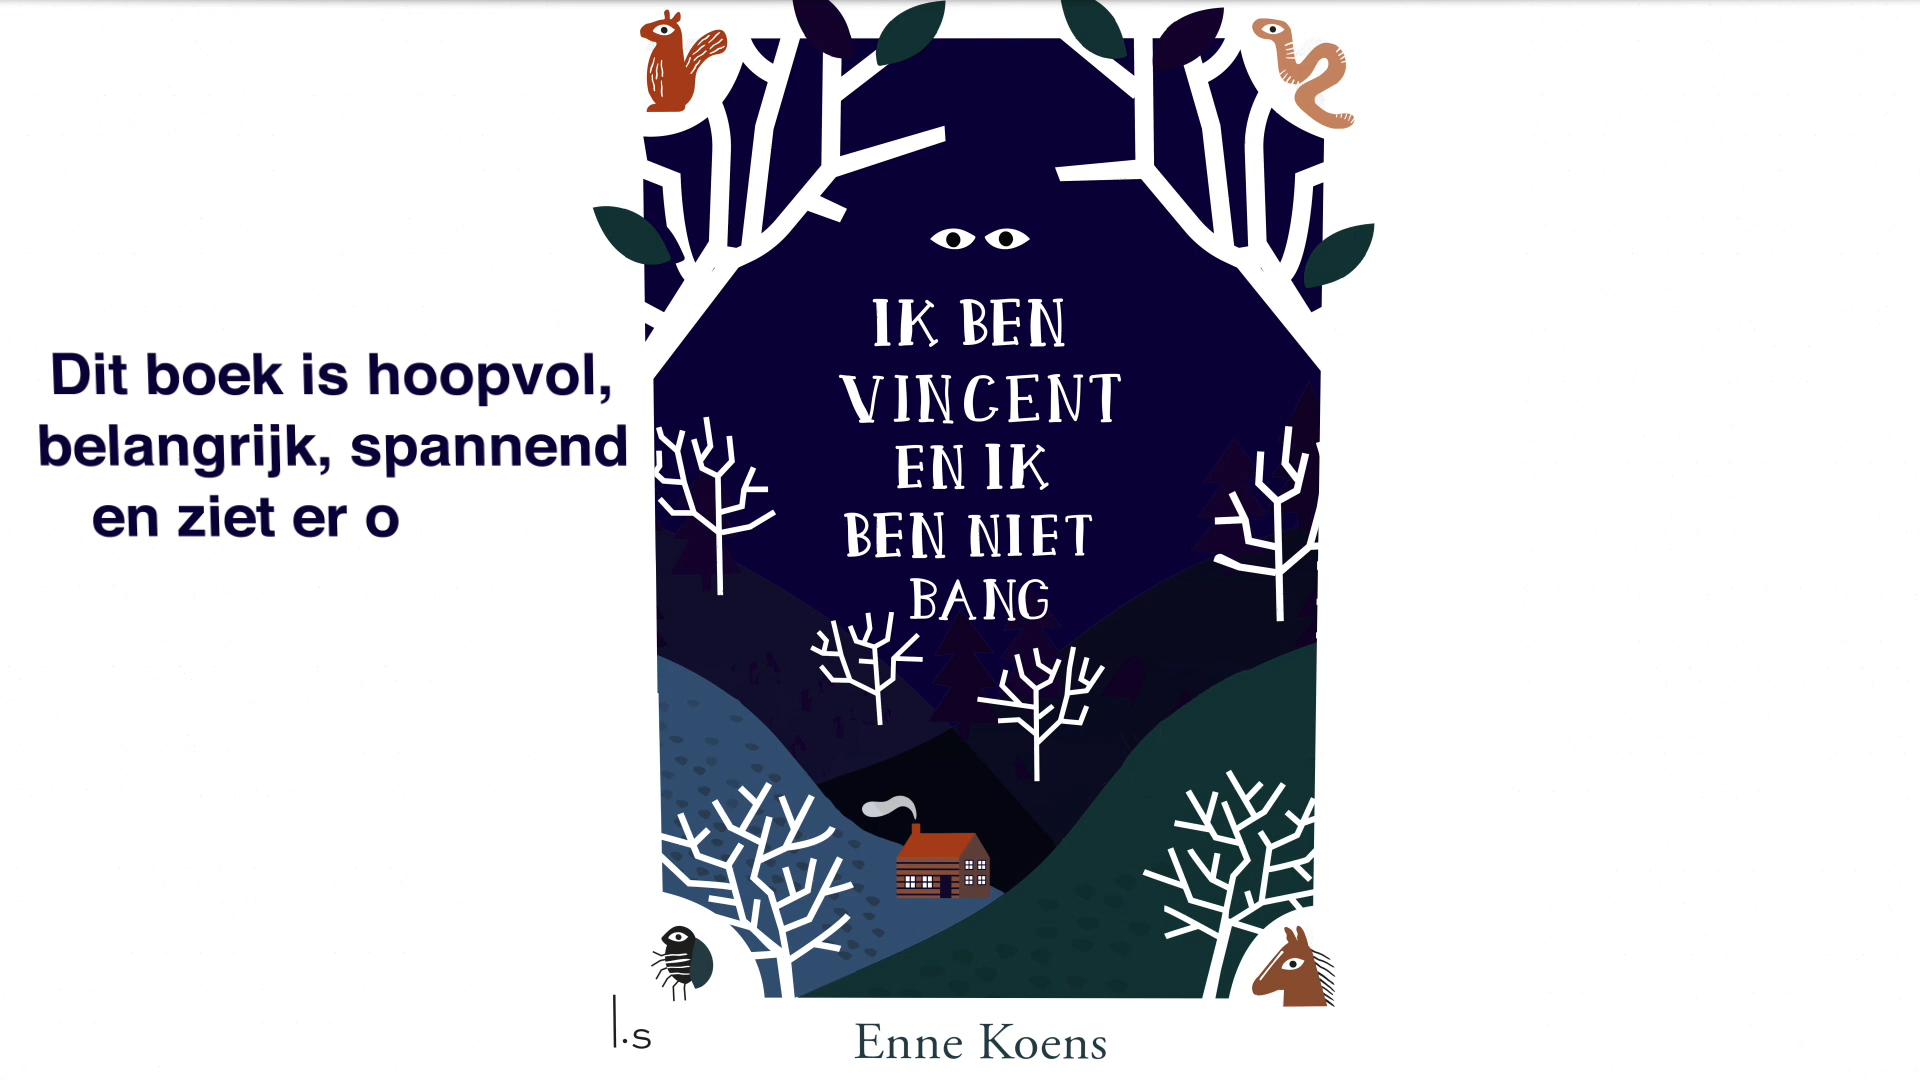 Dit boek is hoopvol,
belangrijk, spannend
en ziet er o
IK BEN
VINCENT
EN IK
BEN NIET
BANG
l.s
Enne Koens